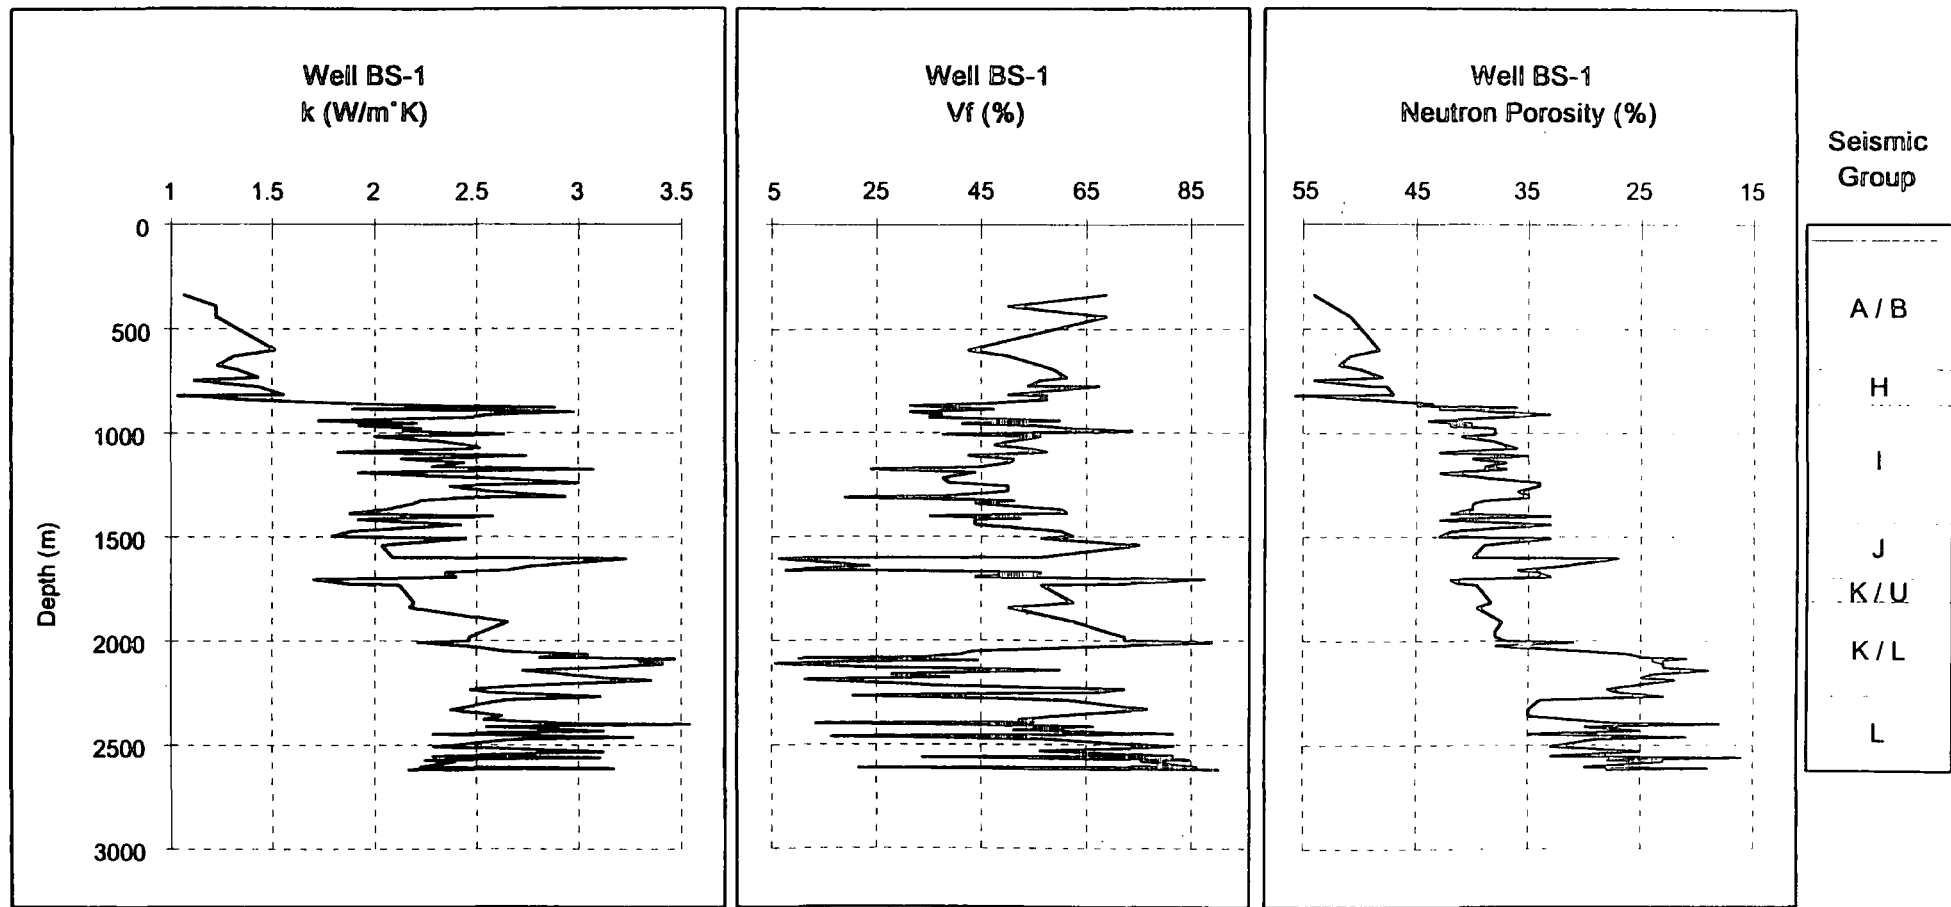 Well BS-1
k (W/m°K)
1 1.5 2 2.5 3 3.5
0
500
1000
1500
2000
2500
3000
Depth (m)
Well BS-1
Vf (%)
5 25 45 65 85
Well BS-1
Neutron Porosity (%)
55 45 35 25 15
Seismic
Group
A / B
H
I
J
K / U
K / L
L